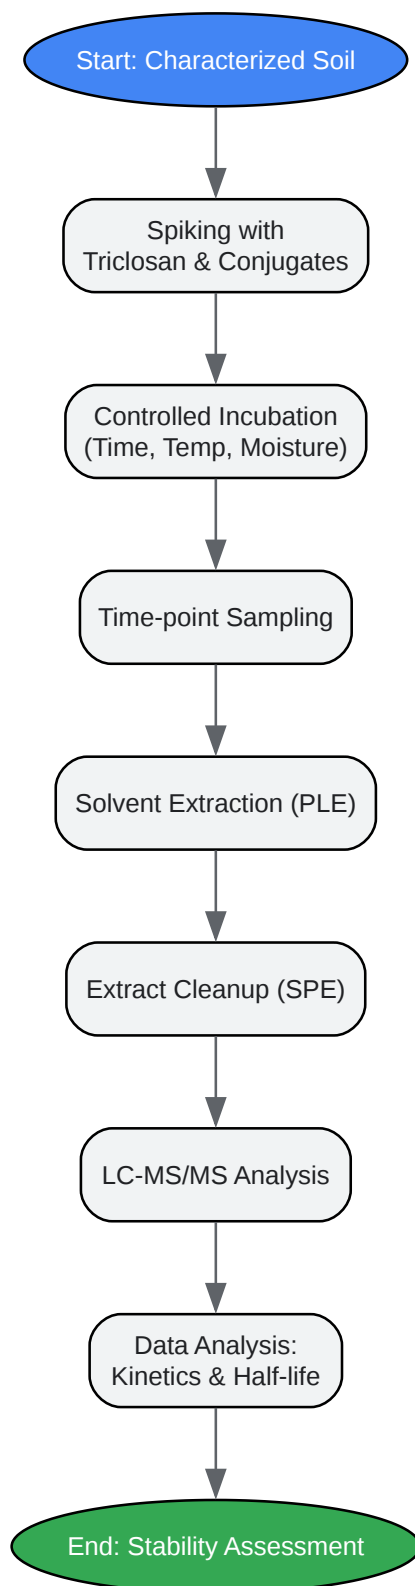 Start: Characterized Soil
Spiking with
Triclosan & Conjugates
Controlled Incubation
(Time, Temp, Moisture)
Time-point Sampling
Solvent Extraction (PLE)
Extract Cleanup (SPE)
LC-MS/MS Analysis
Data Analysis:
Kinetics & Half-life
End: Stability Assessment